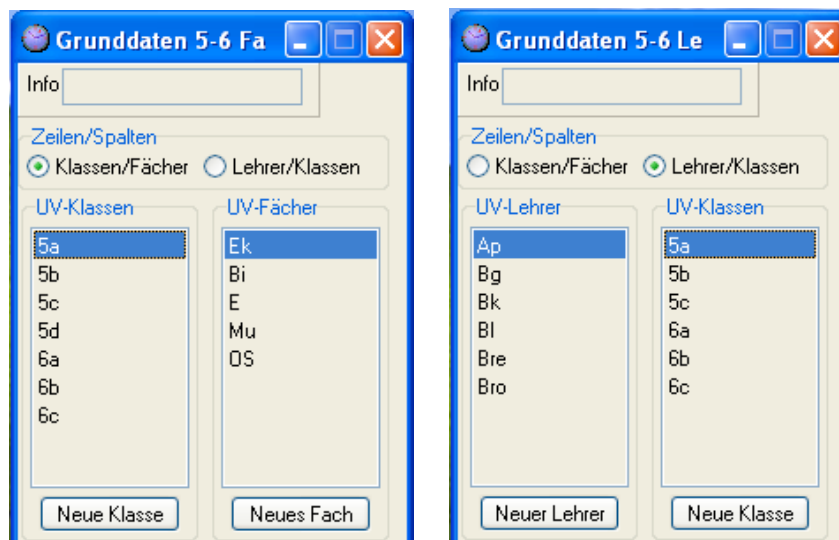 Grunddaten 5-6 Fa
Info
Zeilen/Spalten
Klassen/Fächer Lehrer/Klassen
UV-Klassen UV-Fächer
5a Ek
5b Bi
5c E
5d Mu
6a OS
6b
6c
Neue Klasse Neues Fach
Grunddaten 5-6 Le
Info
Zeilen/Spalten
Klassen/Fächer Lehrer/Klassen
UV-Lehrer UV-Klassen
Ap 5a
Bg 5b
Bk 5c
Bl 6a
Bre 6b
Bro 6c
Neuer Lehrer Neue Klasse